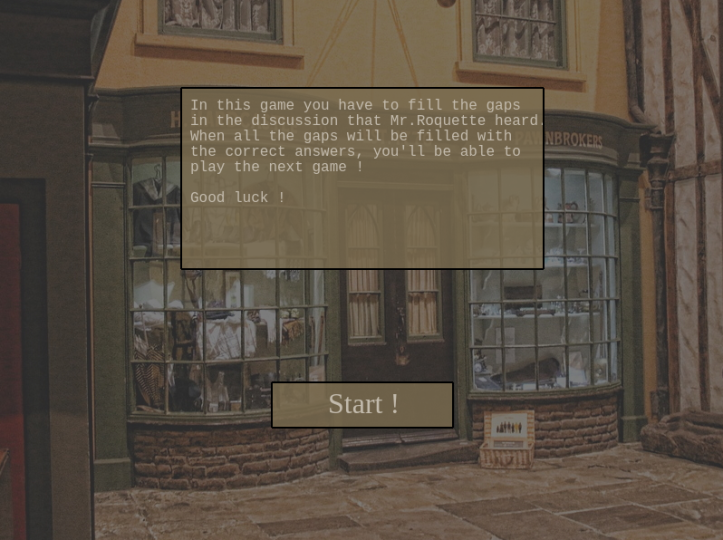 In this game you have to fill the gaps
in the discussion that Mr.Roquette heard.
When all the gaps will be filled with
the correct answers, you'll be able to
play the next game !
Good luck !
PAWNBROKERS
Start !